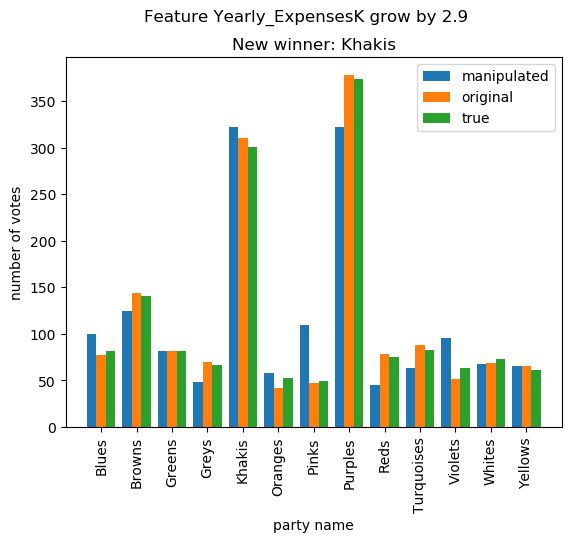 Feature Yearly_ExpensesK grow by 2.9
New winner: Khakis
manipulated
original
true
number of votes
350
300
250
200
150
100
50
0
Blues
Browns
Greens
Greys
Khakis
Oranges
Pinks
Purples
Reds
Turquoises
Violets
Whites
Yellows
party name